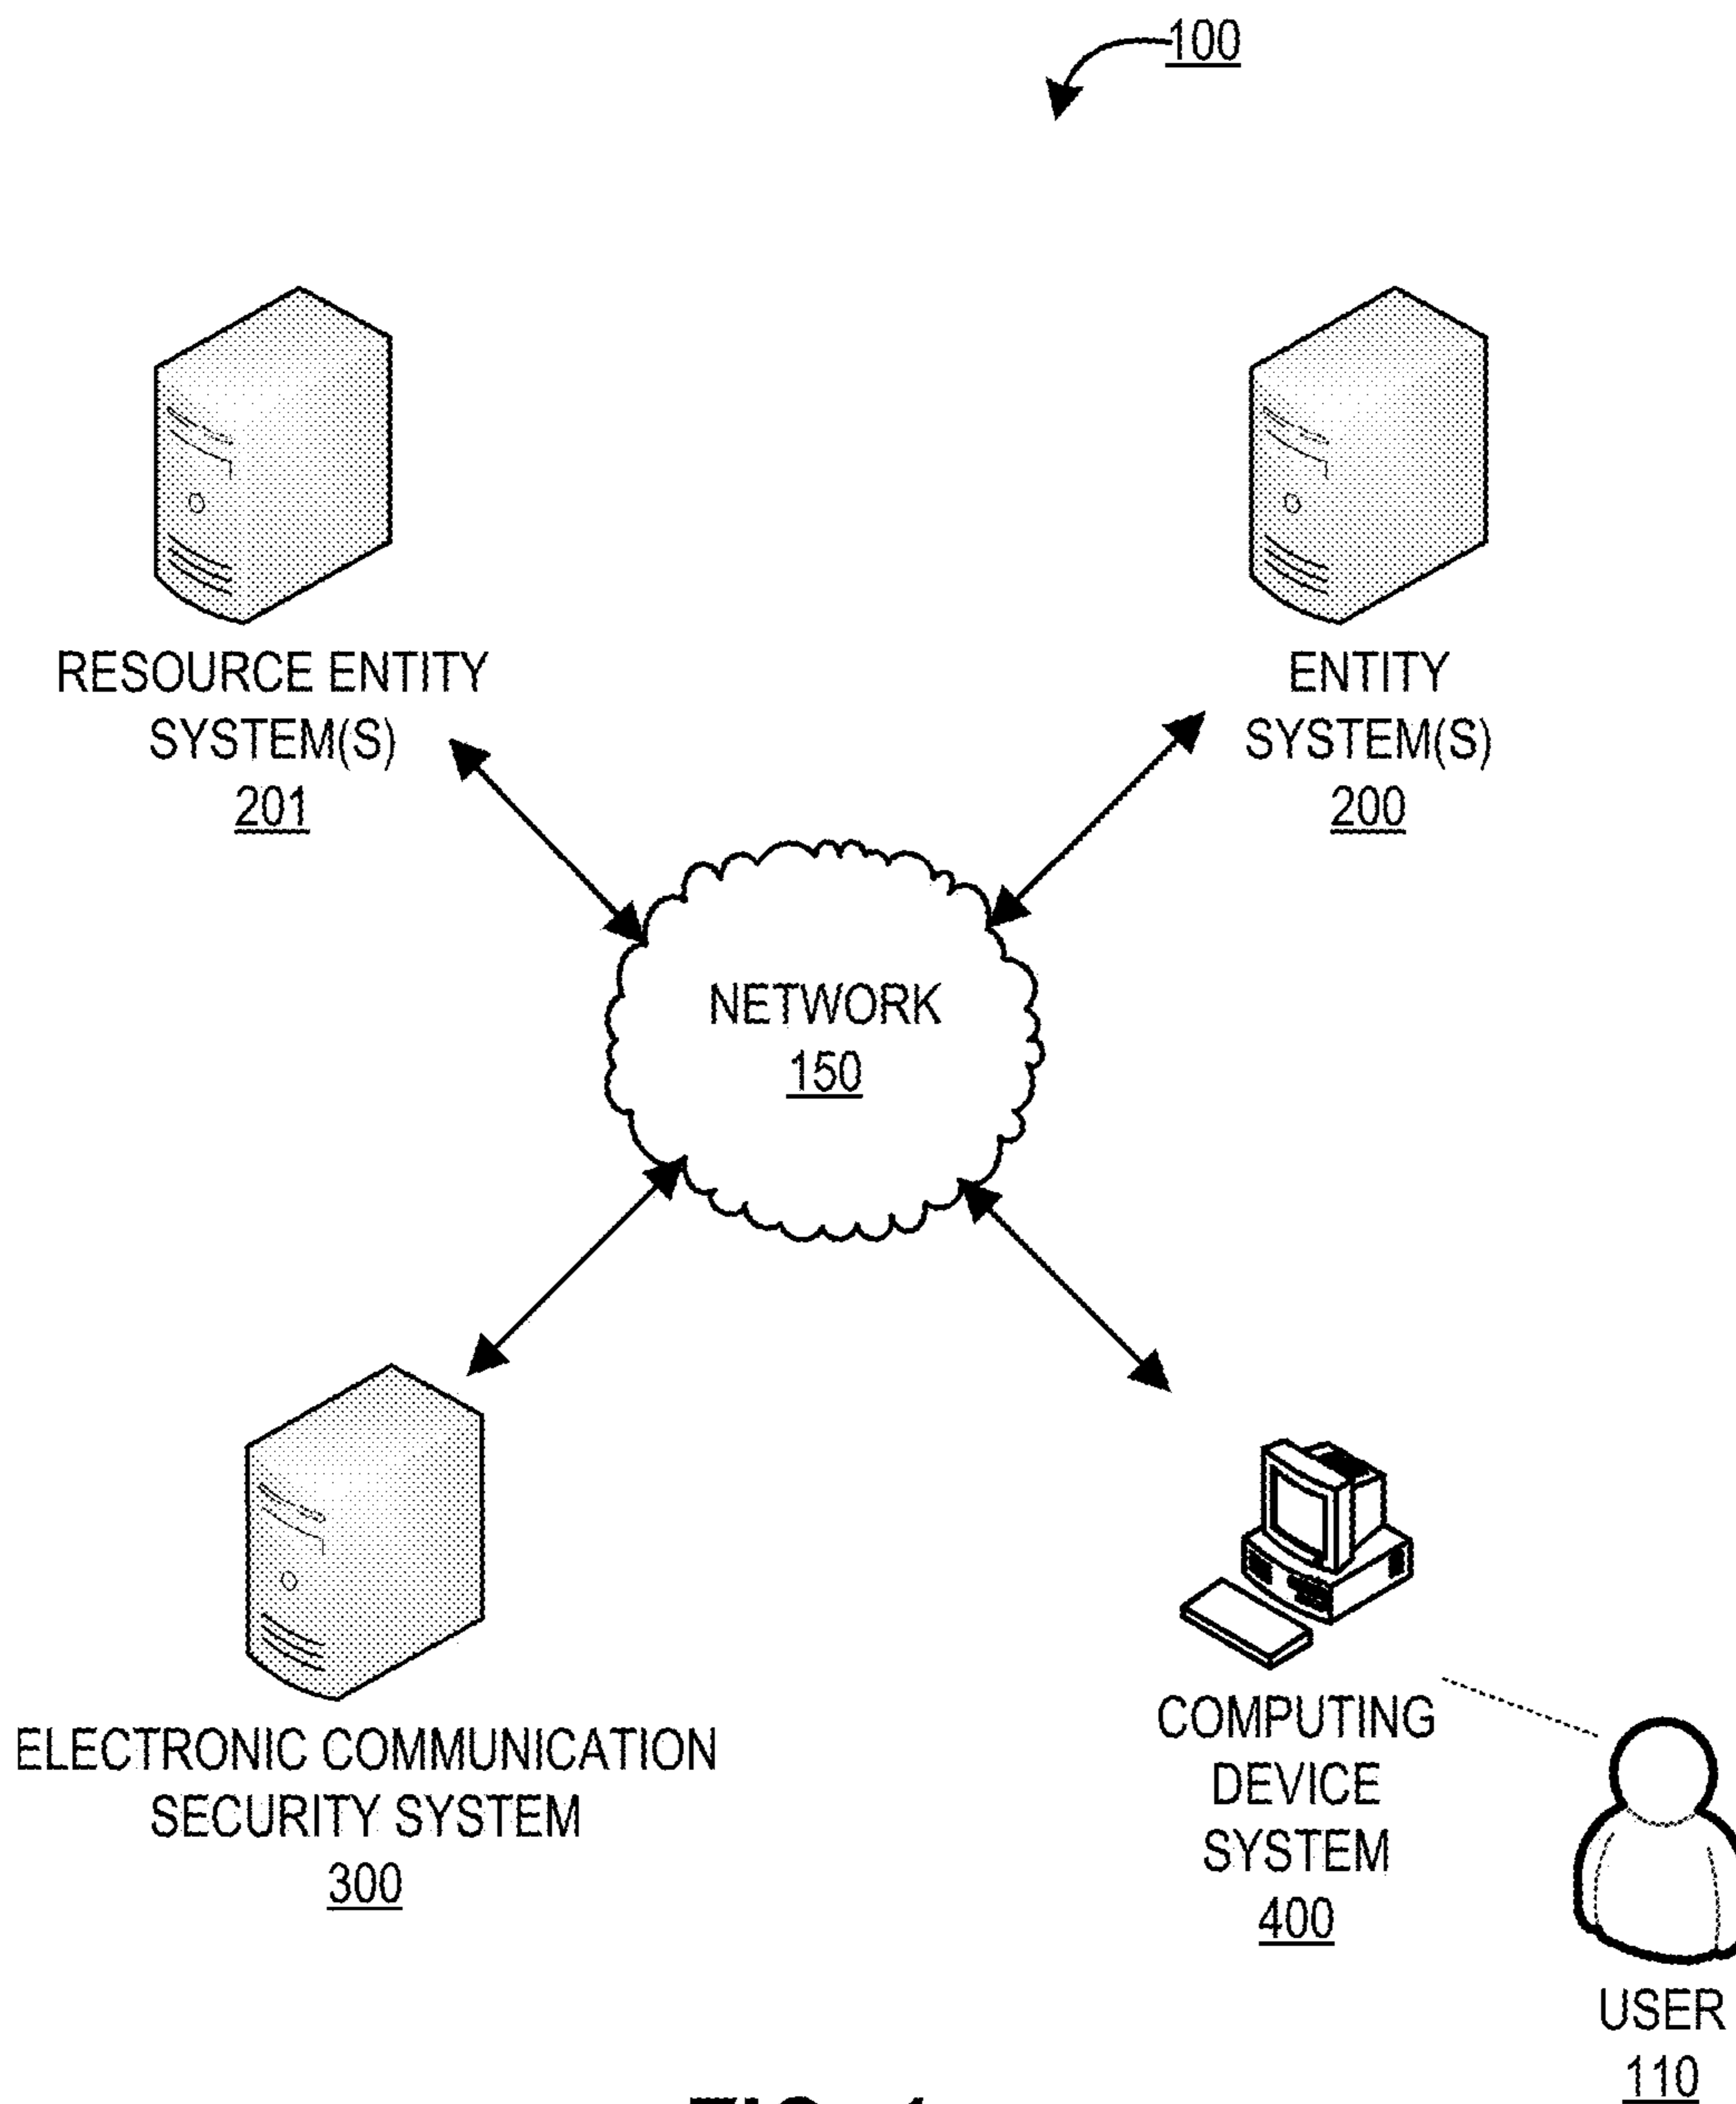 100
RESOURCE ENTITY
SYSTEM(S)
201
ENTITY
SYSTEM(S)
200
NETWORK
150
ELECTRONIC COMMUNICATION
SECURITY SYSTEM
300
COMPUTING
DEVICE
SYSTEM
400
USER
110